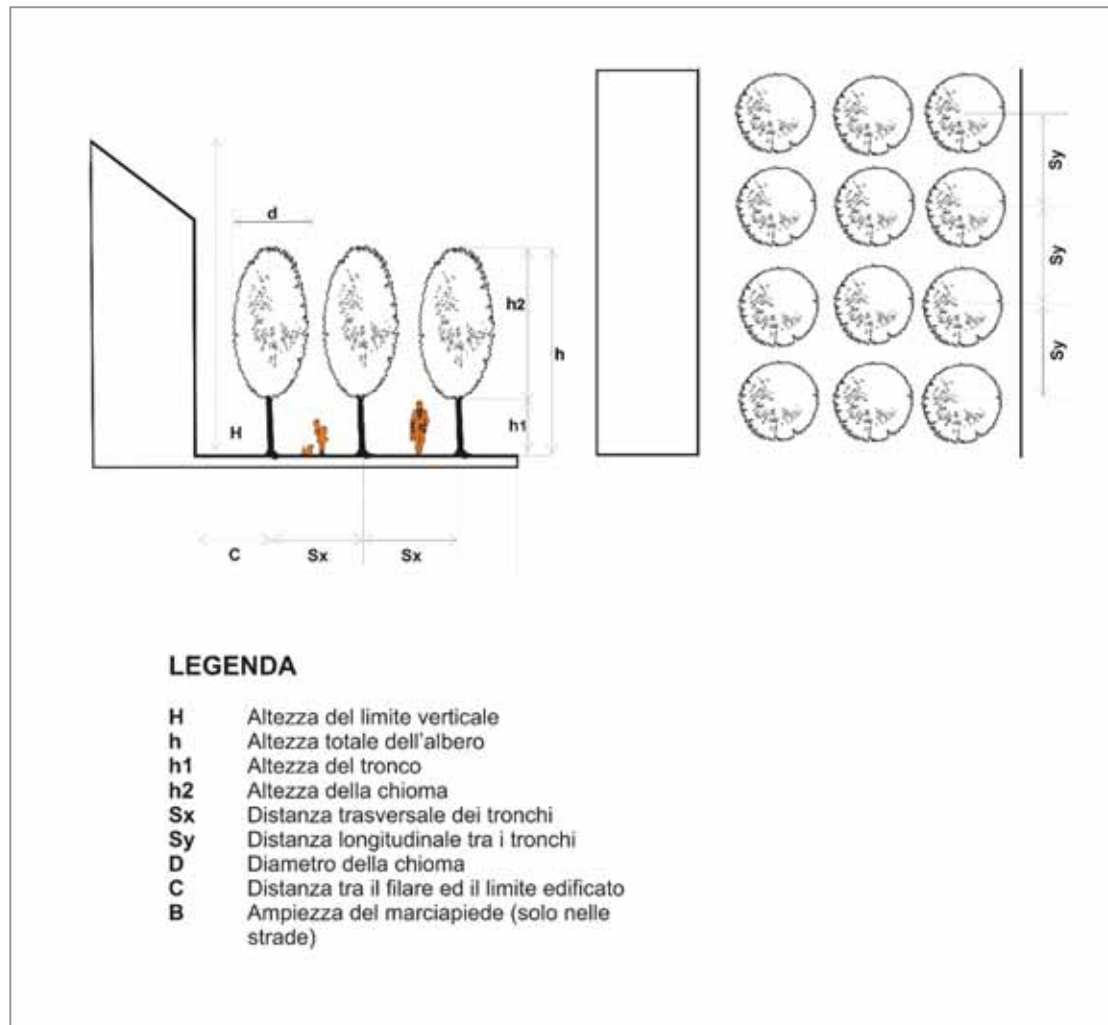 d
h2
h
H
h1
C
Sx
Sx
Sy
Sy
Sy
LEGENDA
H Altezza del limite verticale
h Altezza totale dell'albero
h1 Altezza del tronco
h2 Altezza della chioma
Sx Distanza trasversale dei tronchi
Sy Distanza longitudinale tra i tronchi
D Diametro della chioma
C Distanza tra il filare ed il limite edificato
B Ampiezza del marciapiede (solo nelle
strade)